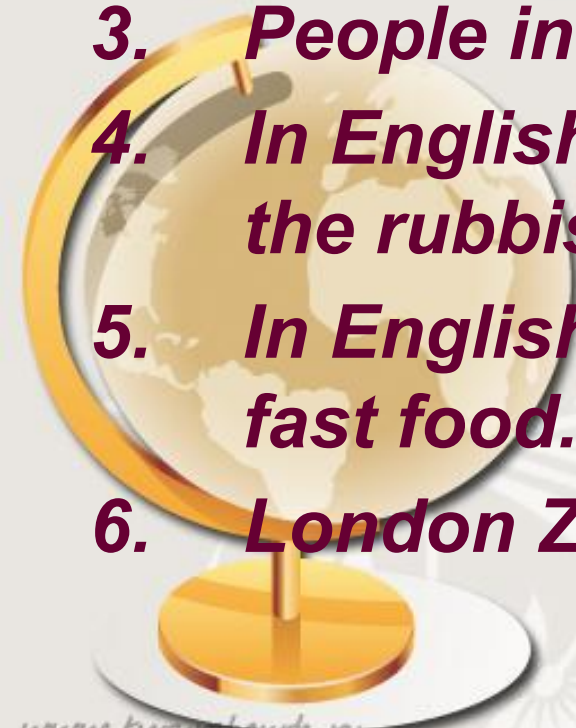 3. People in
4. In English
the rubbis
5. In English
fast food.
6. London Z